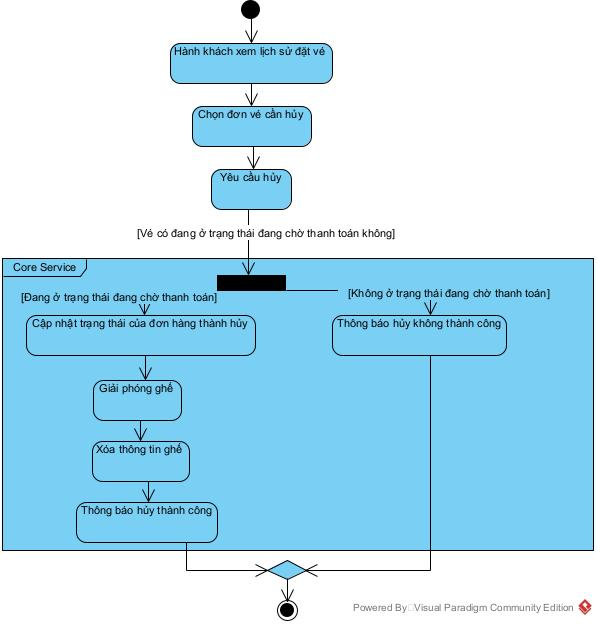 Hành khách xem lịch sử đặt vé
Chọn đơn vé cần hủy
Yêu cầu hủy
[Vé có đang ở trạng thái đang chờ thanh toán không]
Core Service
[Đang ở trạng thái đang chờ thanh toán]
[Không ở trạng thái đang chờ thanh toán]
Cập nhật trạng thái của đơn hàng thành hủy
Thông báo hủy không thành công
Giải phóng ghế
Xóa thông tin ghế
Thông báo hủy thành công
Powered By Visual Paradigm Community Edition